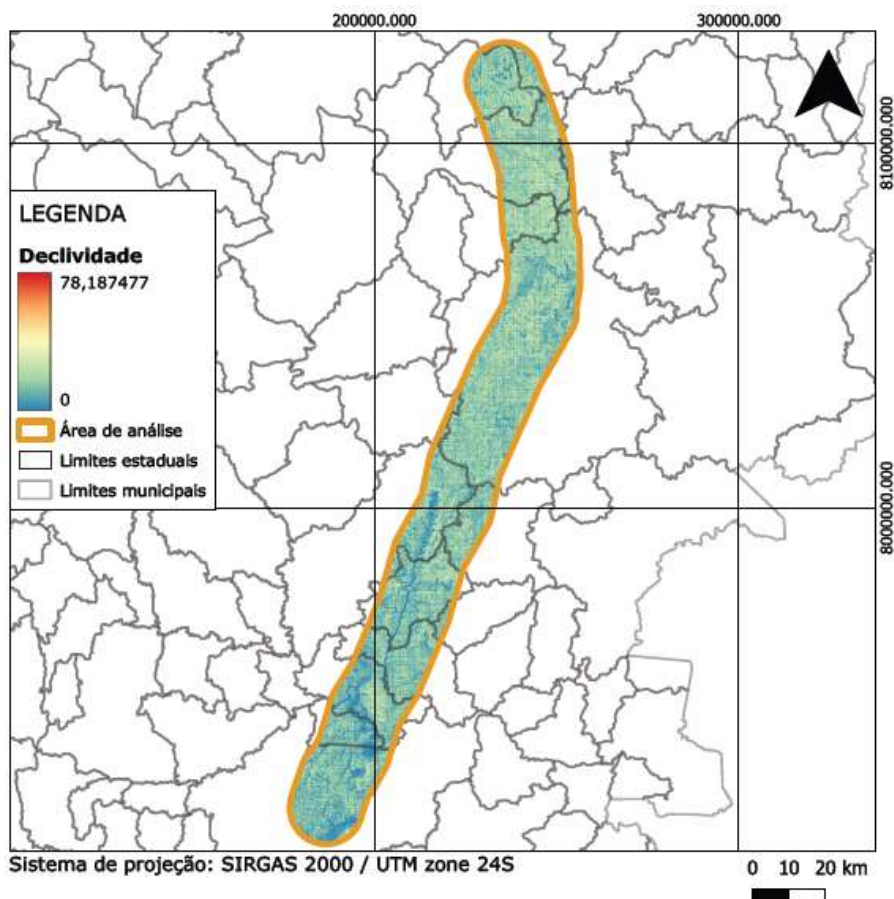 200000.000 300000.000
8100000.000
LEGENDA
Declividade
78,187477
0
Área de análise
Limites estaduais
Limites municipais
8000000.000
Sistema de projeção: SIRGAS 2000 / UTM zone 24S
0 10 20 km